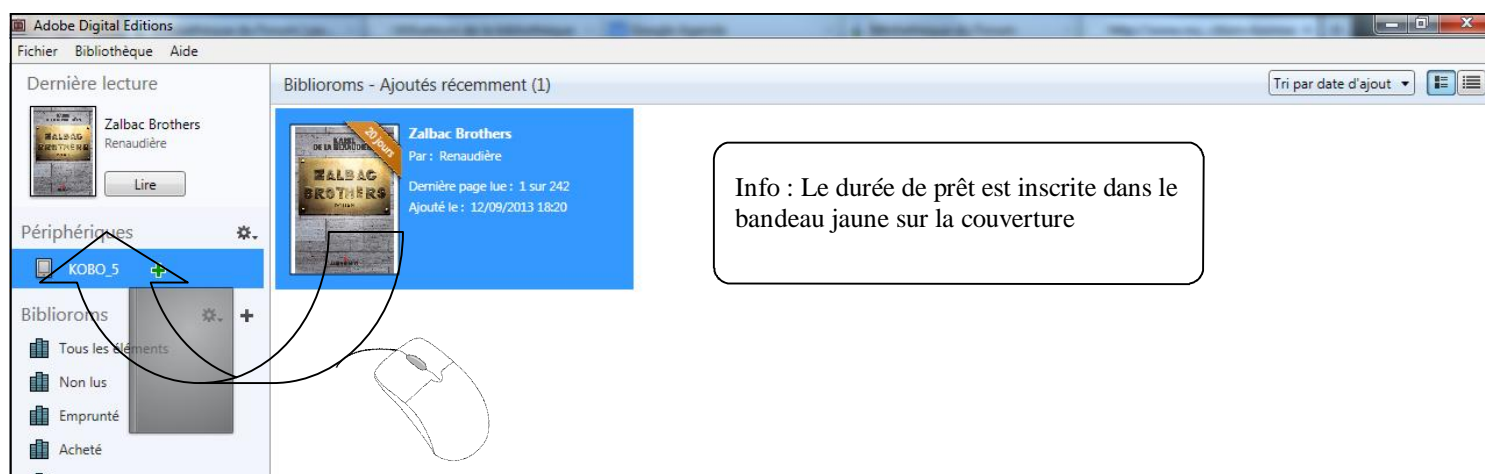 Adobe Digital Editions
Fichier Bibliothèque Aide
Dernière lecture
ZALBAC
BROTHERS
Zalbac Brothers
Renaudière
Lire
Périphériques
KOBO_5
Biblioroms
Tous les éléments
Non lus
Emprunté
Acheté
Biblioroms - Ajoutés récemment (1)
Tri par date d'ajout
20 jours
ZALBAC
BROTHERS
Zalbac Brothers
Par : Renaudière
Dernière page lue : 1 sur 242
Ajouté le : 12/09/2013 18:20
Info : Le durée de prêt est inscrite dans le
bandeau jaune sur la couverture